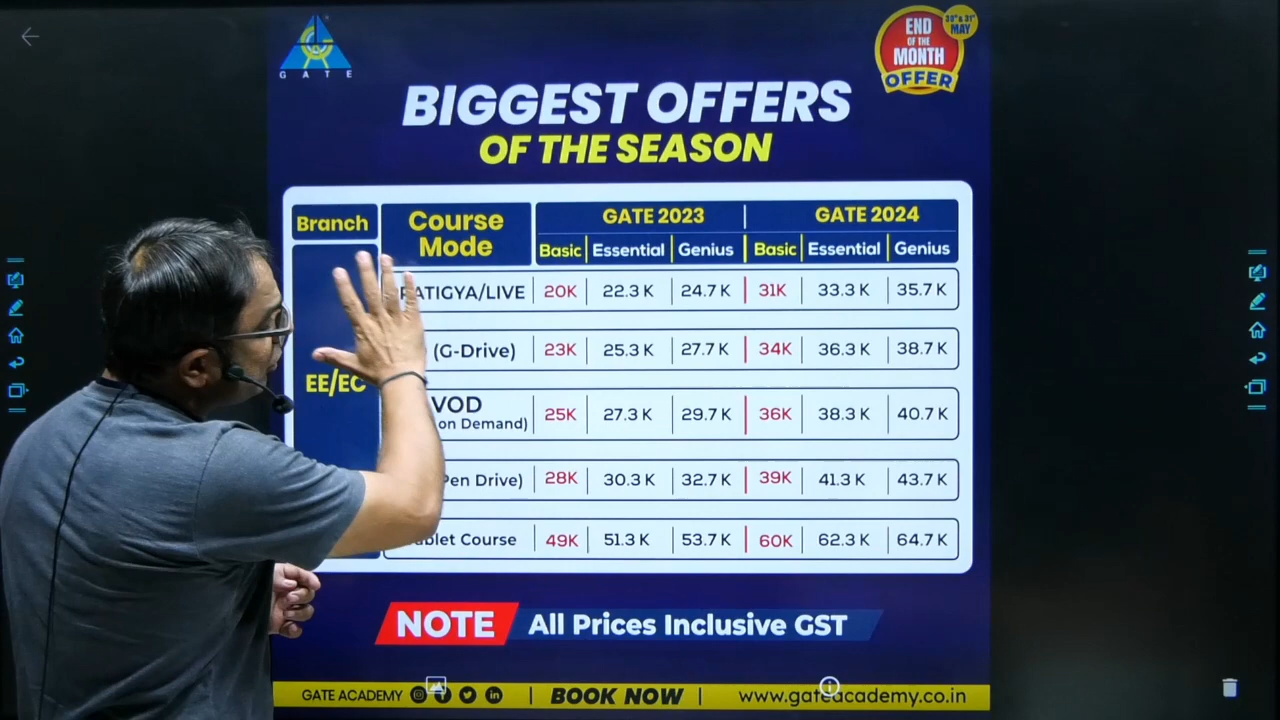 GATE
30th & 31st
MAY
END
OF THE
MONTH
OFFER
BIGGEST OFFERS
OF THE SEASON
Branch
Course
Mode
GATE 2023
GATE 2024
Basic Essential Genius Basic Essential Genius
EE/EC
ATIGYA/LIVE 20K 22.3 K 24.7 K 31K 33.3 K 35.7 K
(G-Drive) 23K 25.3 K 27.7 K 34K 36.3 K 38.7 K
VOD
on Demand) 25K 27.3 K 29.7 K 36K 38.3 K 40.7 K
Pen Drive) 28K 30.3 K 32.7 K 39K 41.3 K 43.7 K
ablet Course 49K 51.3 K 53.7 K 60K 62.3 K 64.7 K
NOTE All Prices Inclusive GST
GATE ACADEMY | BOOK NOW | www.gateacademy.co.in